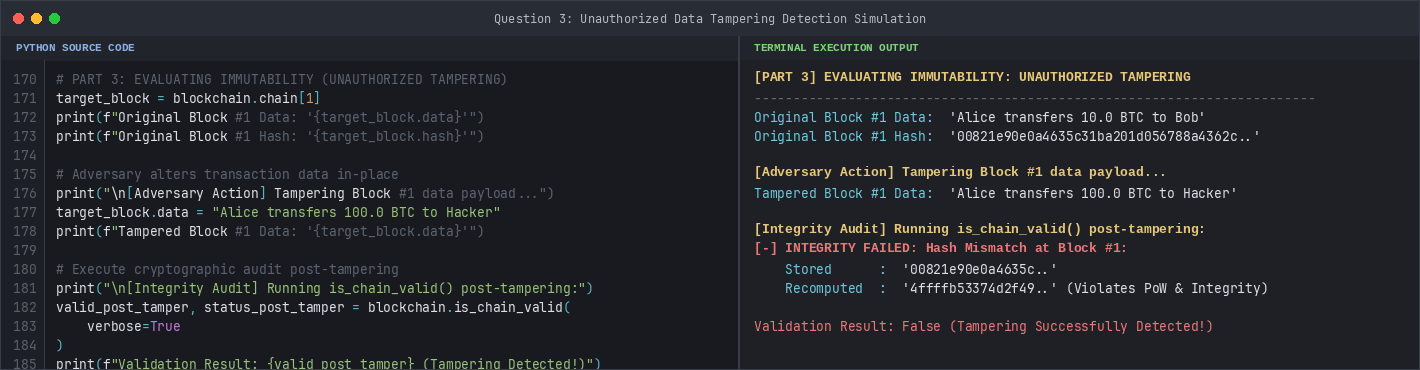 Question 3: Unauthorized Data Tampering Detection Simulation
PYTHON SOURCE CODE
170 # PART 3: EVALUATING IMMUTABILITY (UNAUTHORIZED TAMPERING)
171 target_block = blockchain.chain[1]
172 print(f"Original Block #1 Data: '{target_block.data}'")
173 print(f"Original Block #1 Hash: '{target_block.hash}'")
174
175 # Adversary alters transaction data in-place
176 print("\n[Adversary Action] Tampering Block #1 data payload...")
177 target_block.data = "Alice transfers 100.0 BTC to Hacker"
178 print(f"Tampered Block #1 Data: '{target_block.data}'")
179
180 # Execute cryptographic audit post-tampering
181 print("\n[Integrity Audit] Running is_chain_valid() post-tampering:")
182 valid_post_tamper, status_post_tamper = blockchain.is_chain_valid(
183     verbose=True
184 )
185 print(f"Validation Result: {valid_post_tamper} (Tampering Detected!)")
TERMINAL EXECUTION OUTPUT
[PART 3] EVALUATING IMMUTABILITY: UNAUTHORIZED TAMPERING
------------------------------------------------------------------------
Original Block #1 Data:  'Alice transfers 10.0 BTC to Bob'
Original Block #1 Hash:  '00821e90e0a4635c31ba201d056788a4362c..'
[Adversary Action] Tampering Block #1 data payload...
Tampered Block #1 Data:  'Alice transfers 100.0 BTC to Hacker'
[Integrity Audit] Running is_chain_valid() post-tampering:
[-] INTEGRITY FAILED: Hash Mismatch at Block #1:
    Stored      :  '00821e90e0a4635c..'
    Recomputed  :  '4ffffb53374d2f49..' (Violates PoW & Integrity)
Validation Result: False (Tampering Successfully Detected!)